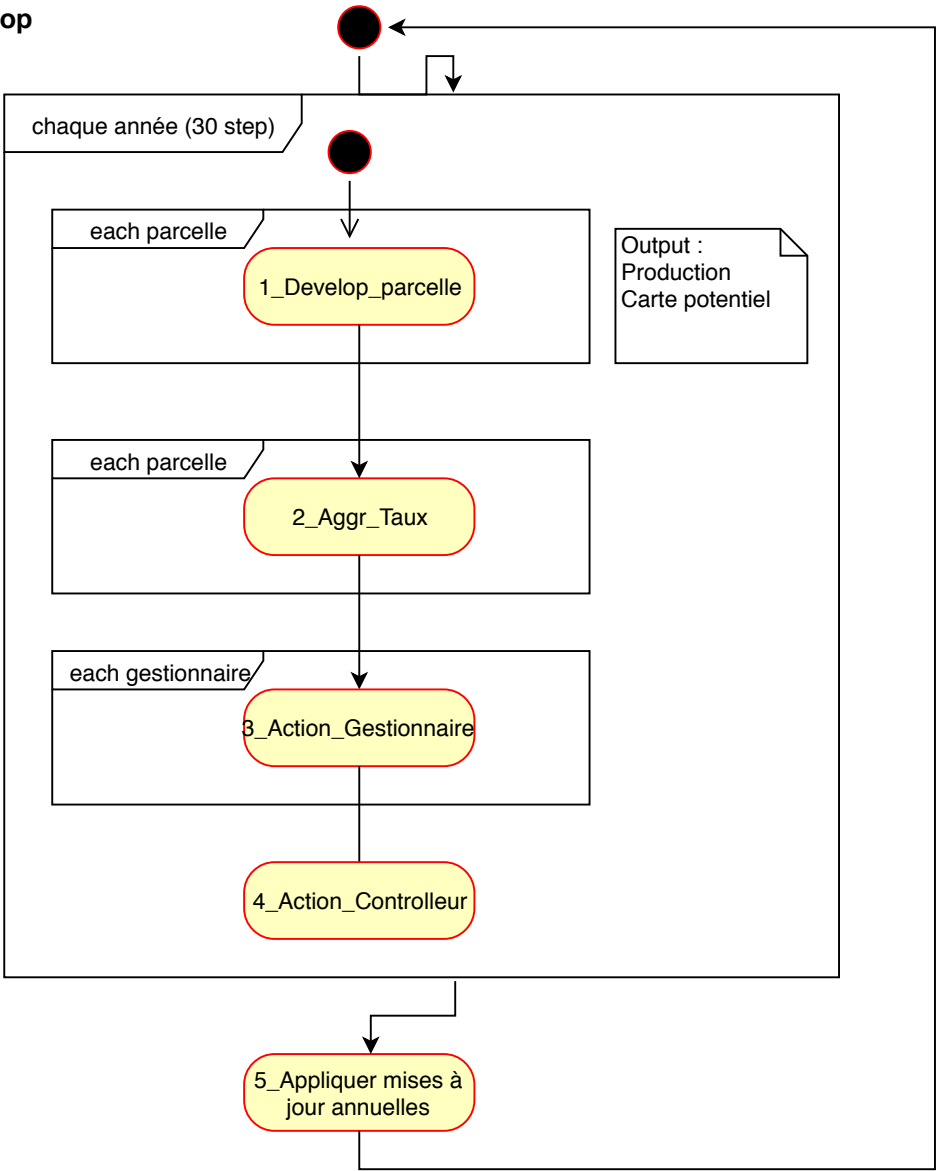 op
chaque année (30 step)
each parcelle
1_Develop_parcelle
Output :
Production
Carte potentiel
each parcelle
2_Aggr_Taux
each gestionnaire
3_Action_Gestionnaire
4_Action_Controlleur
5_Appliquer mises à
jour annuelles